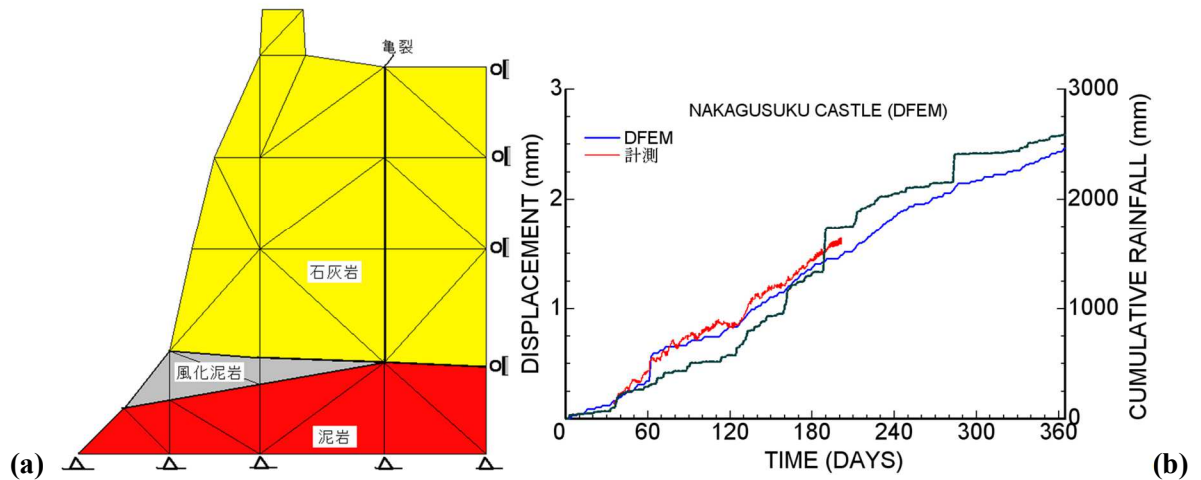 亀裂
石灰岩
風化泥岩
泥岩
(a)
NAKAGUSUKU CASTLE (DFEM)
DFEM
計測
DISPLACEMENT (mm)
3
2
1
0
CUMULATIVE RAINFALL (mm)
3000
2000
1000
0
0 60 120 180 240 300 360
TIME (DAYS)
(b)